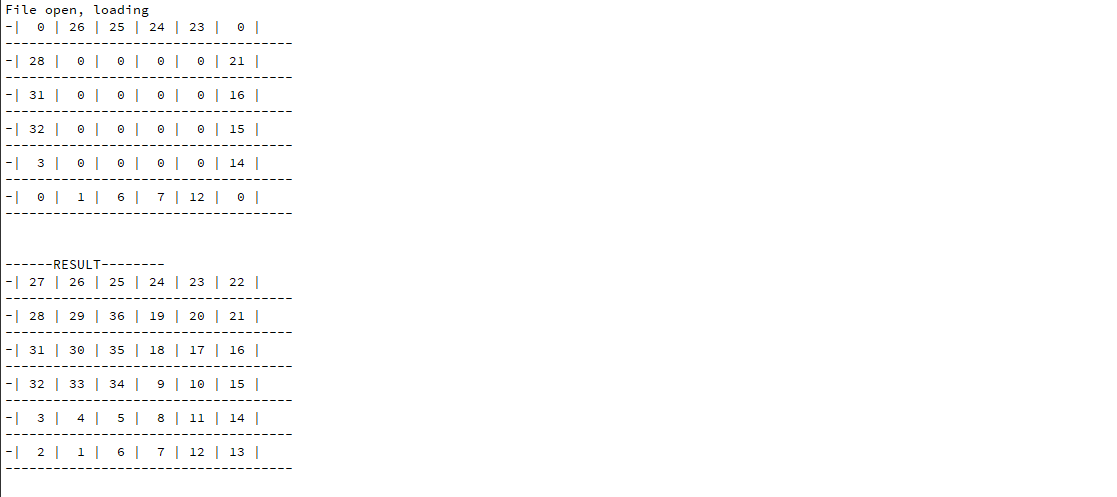 File open, loading
-|  0 | 26 | 25 | 24 | 23 |  0 |
------------------------------------
-| 28 |  0 |  0 |  0 |  0 | 21 |
------------------------------------
-| 31 |  0 |  0 |  0 |  0 | 16 |
------------------------------------
-| 32 |  0 |  0 |  0 |  0 | 15 |
------------------------------------
-|  3 |  0 |  0 |  0 |  0 | 14 |
------------------------------------
-|  0 |  1 |  6 |  7 | 12 |  0 |
------------------------------------
------RESULT--------
-| 27 | 26 | 25 | 24 | 23 | 22 |
------------------------------------
-| 28 | 29 | 36 | 19 | 20 | 21 |
------------------------------------
-| 31 | 30 | 35 | 18 | 17 | 16 |
------------------------------------
-| 32 | 33 | 34 |  9 | 10 | 15 |
------------------------------------
-|  3 |  4 |  5 |  8 | 11 | 14 |
------------------------------------
-|  2 |  1 |  6 |  7 | 12 | 13 |
------------------------------------